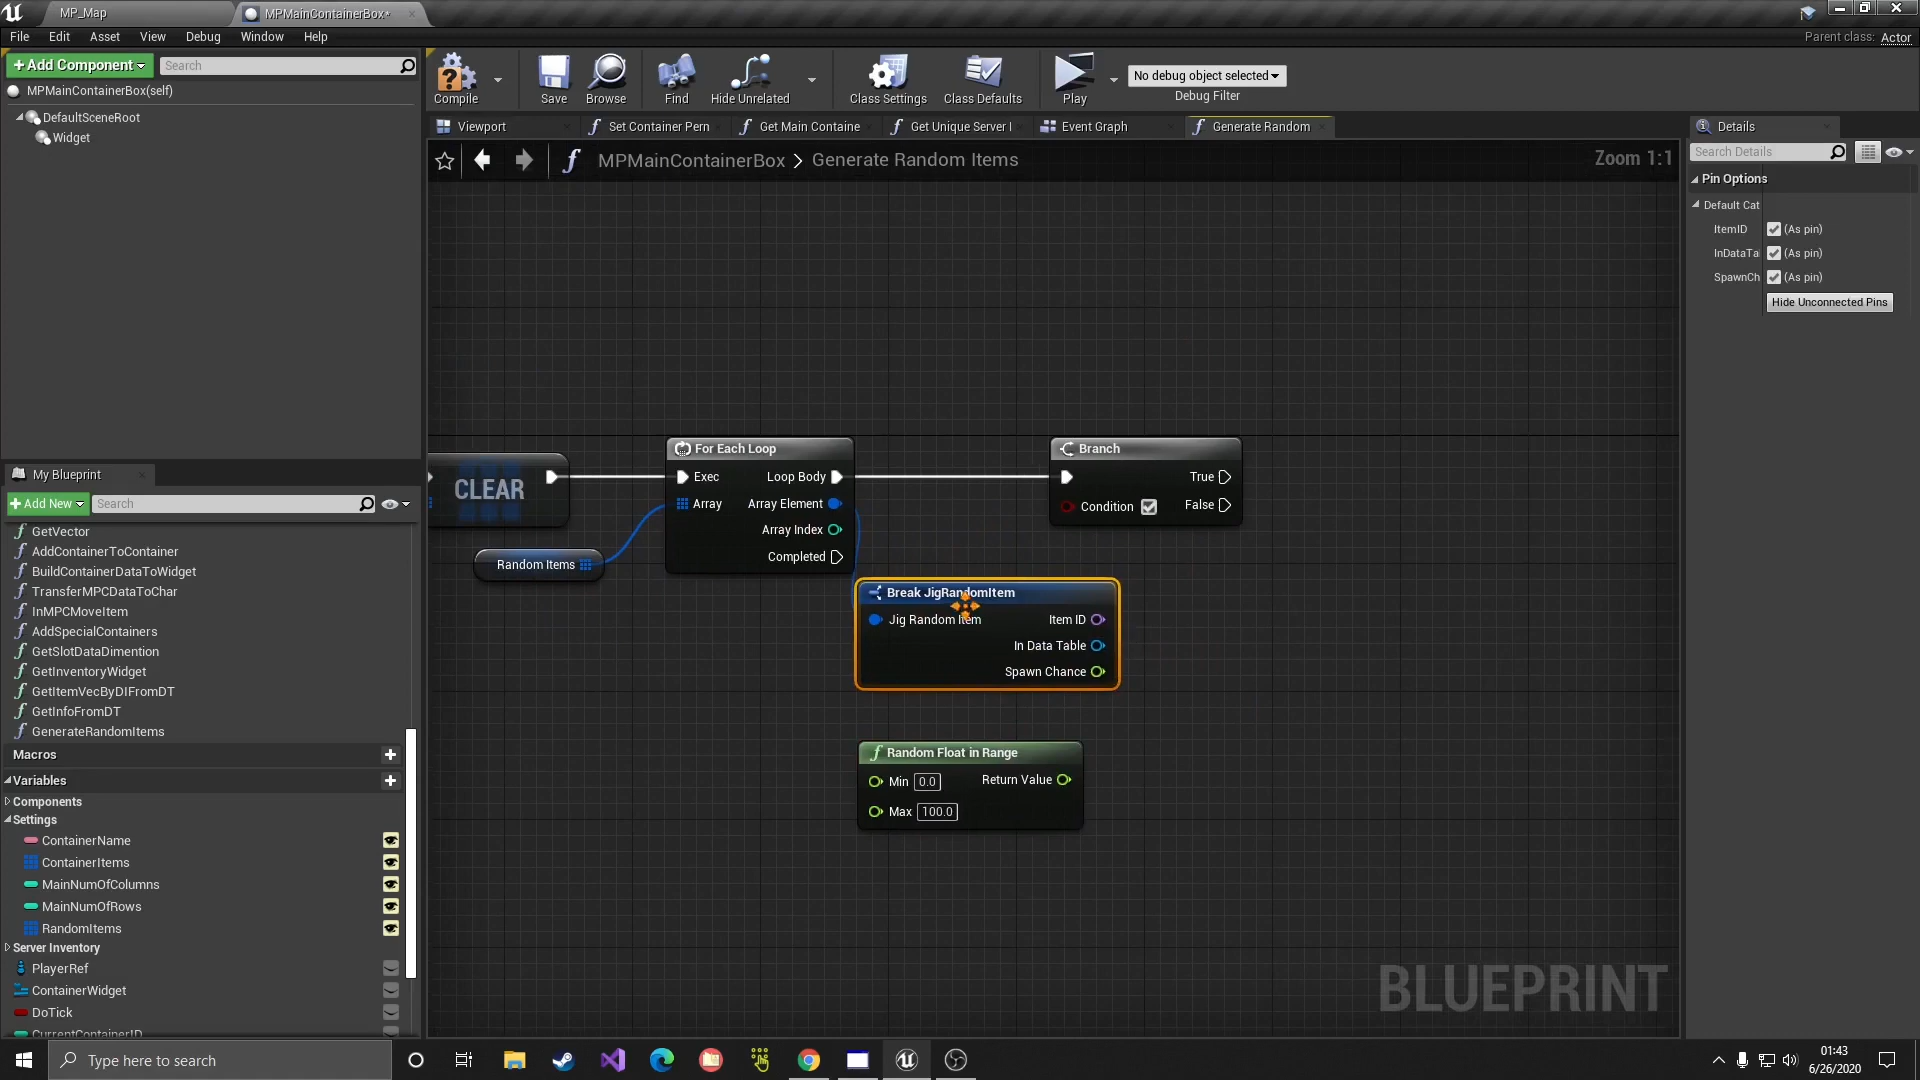 MP_Map
MPMainContainerBox*
File Edit Asset View Debug Window Help
Parent class: Actor
+ Add Component
Search
MPMainContainerBox(self)
DefaultSceneRoot
Widget
Compile
Save
Browse
Find
Hide Unrelated
Class Settings
Class Defaults
Play
No debug object selected
Debug Filter
Viewport
Set Container Pern
Get Main Containe
Get Unique Server I
Event Graph
Generate Random
MPMainContainerBox > Generate Random Items
Zoom 1:1
CLEAR
Random Items
For Each Loop
Exec Loop Body
Array Array Element
Array Index
Completed
Branch
True
Condition False
Break JigRandomItem
Jig Random Item Item ID
In Data Table
Spawn Chance
Random Float in Range
Min 0.0 Return Value
Max 100.0
BLUEPRINT
Details
Search Details
Pin Options
Default Cat
ItemID (As pin)
InDataTa (As pin)
SpawnCh (As pin)
Hide Unconnected Pins
My Blueprint
+ Add New
Search
GetVector
AddContainerToContainer
BuildContainerDataToWidget
TransferMPCDataToChar
InMPCMoveItem
AddSpecialContainers
GetSlotDataDimention
GetInventoryWidget
GetItemVecByDIFromDT
GetInfoFromDT
GenerateRandomItems
Macros
Variables
Components
Settings
ContainerName
ContainerItems
MainNumOfColumns
MainNumOfRows
RandomItems
Server Inventory
PlayerRef
ContainerWidget
DoTick
CurrentContainerID
Type here to search
01:43
6/26/2020